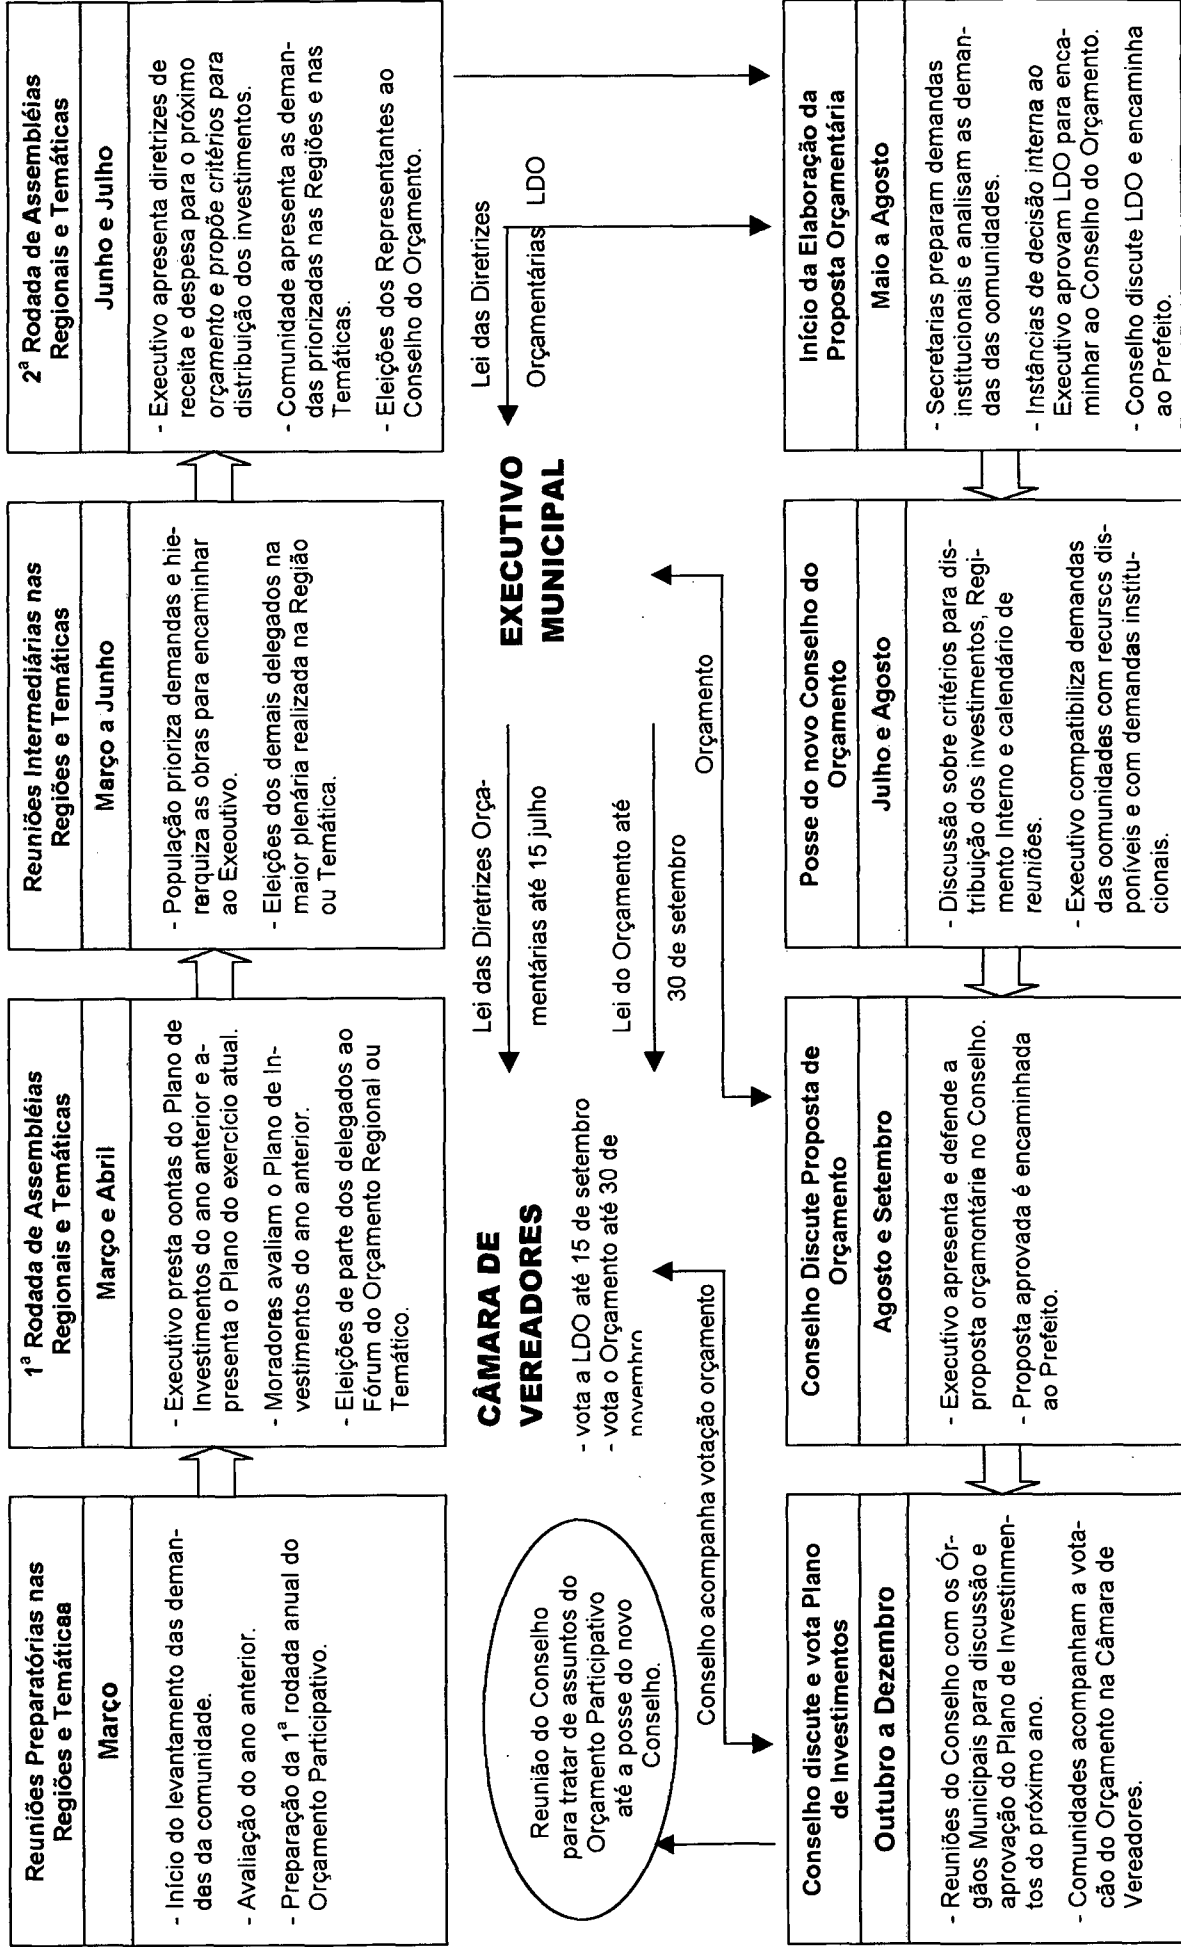 Reuniões Preparatórias nas
Regiões e Temáticas
Março
- Início do levantamento das deman-
das da comunidade.
- Avaliação do ano anterior.
- Preparação da 1ª rodada anual do
Orçamento Participativo.
1ª Rodada de Assembléias
Regionais e Temáticas
Março e Abril
- Executivo presta contas do Plano de
Investimentos do ano anterior e a-
presenta o Plano do exercício atual.
- Moradores avaliam o Plano de In-
vestimentos do ano anterior.
- Eleições de parte dos delegados ao
Fórum do Orçamento Regional ou
Temático.
Reuniões Intermediárias nas
Regiões e Temáticas
Março a Junho
- População prioriza demandas e hie-
rarquiza as obras para encaminhar
ao Executivo.
- Eleições dos demais delegados na
maior plenária realizada na Região
ou Temática.
2ª Rodada de Assembléias
Regionais e Temáticas
Junho e Julho
- Executivo apresenta diretrizes de
receita e despesa para o próximo
orçamento e propõe critérios para
distribuição dos investimentos.
- Comunidade apresenta as deman-
das priorizadas nas Regiões e nas
Temáticas.
- Eleições dos Representantes ao
Conselho do Orçamento.
Reunião do Conselho
para tratar de assuntos do
Orçamento Participativo
até a posse do novo
Conselho.
CÂMARA DE
VEREADORES
- vota a LDO até 15 de setembro
- vota o Orçamento até 30 de
novembro
Lei das Diretrizes Orça-
mentárias até 15 julho
Lei do Orçamento até
30 de setembro
EXECUTIVO
MUNICIPAL
Lei das Diretrizes
Orçamentárias LDO
Conselho acompanha votação orçamento
Orçamento
Conselho discute e vota Plano
de Investimentos
Outubro a Dezembro
- Reuniões do Conselho com os Ór-
gãos Municipais para discussão e
aprovação do Plano de Investinmen-
tos do próximo ano.
- Comunidades acompanham a vota-
cão do Orçamento na Câmara de
Vereadores.
Conselho Discute Proposta de
Orçamento
Agosto e Setembro
- Executivo apresenta e defende a
proposta orçamentária no Conselho.
- Proposta aprovada é encaminhada
ao Prefeito.
Posse do novo Conselho do
Orçamento
Julho e Agosto
- Discussão sobre critérios para dis-
tribuição dos investimentos, Regi-
mento Interno e calendário de
reuniões.
- Executivo compatibiliza demandas
das comunidades com recursos dis-
poníveis e com demandas institu-
cionais.
Início da Elaboração da
Proposta Orçamentária
Maio a Agosto
- Secretarias preparam demandas
institucionais e analisam as deman-
das das comunidades.
- Instâncias de decisão interna ao
Executivo aprovam LDO para enca-
minhar ao Conselho do Orçamento.
- Conselho discute LDO e encaminha
ao Prefeito.